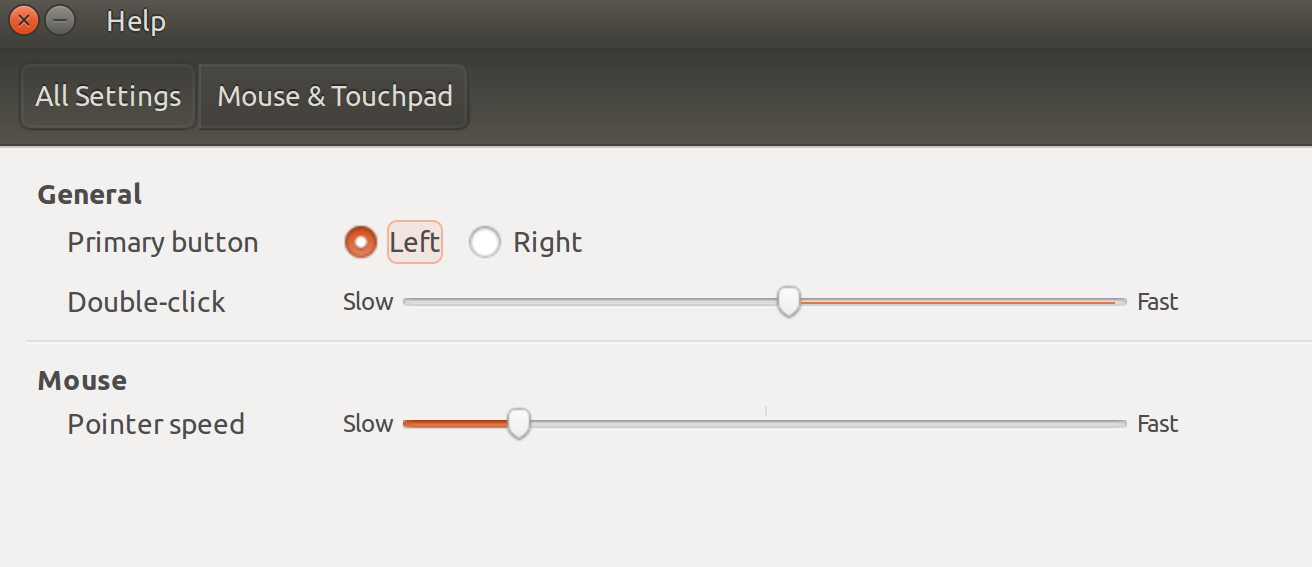 Help
All Settings Mouse & Touchpad
General
Primary button Left Right
Double-click Slow Fast
Mouse
Pointer speed Slow Fast